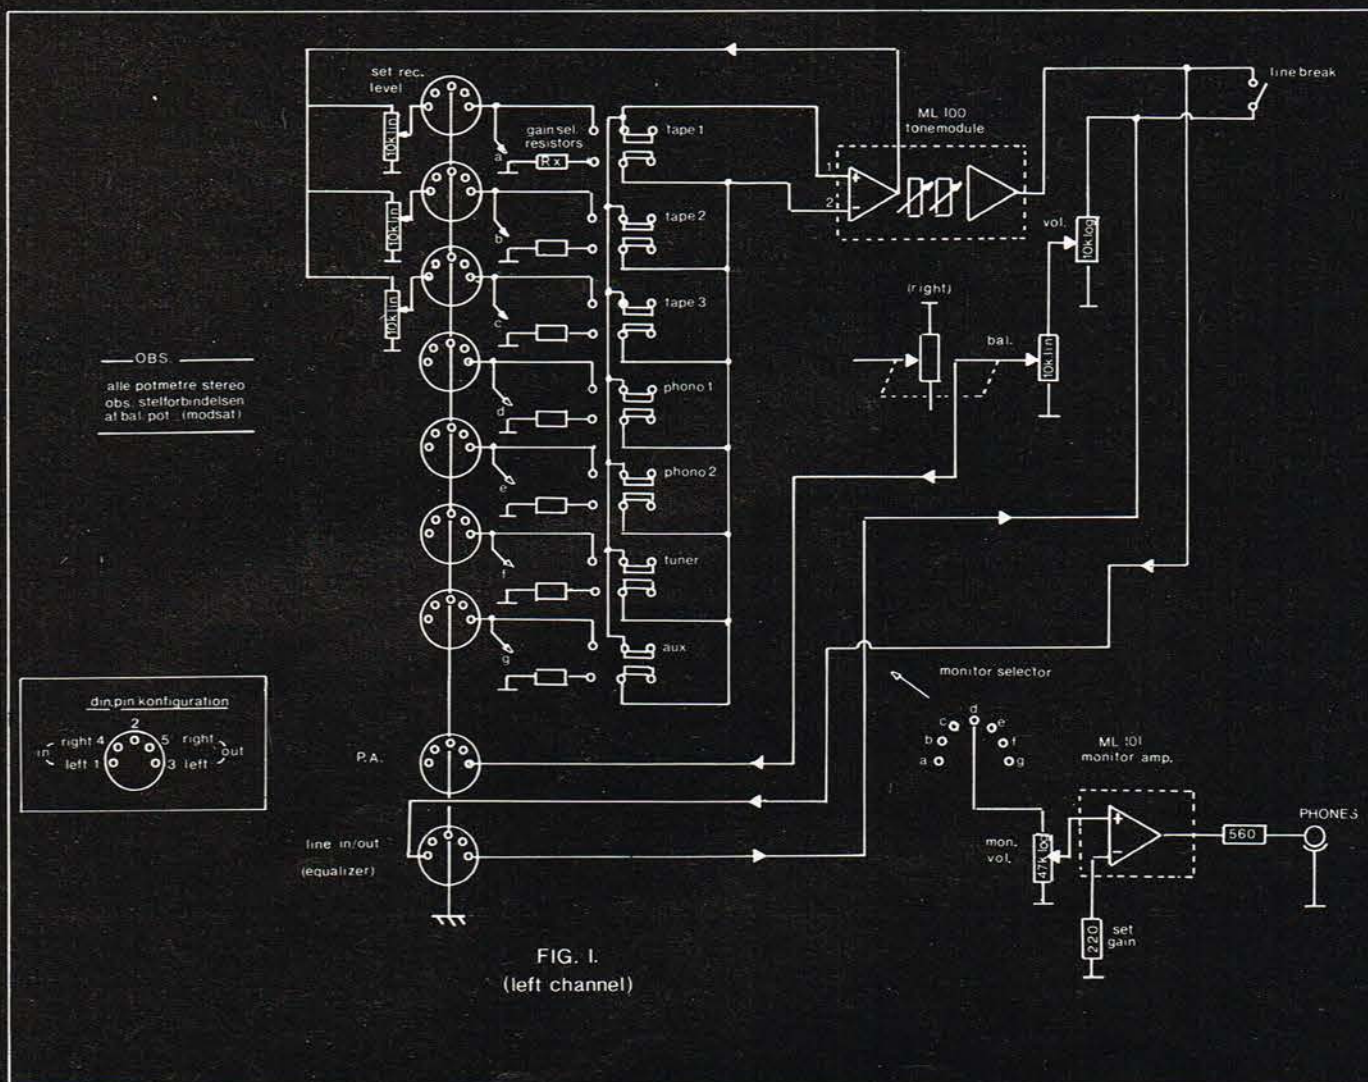 set rec.
level
10k lin
10k lin
10k lin
gain sel.
resistors
Rx
a
b
c
d
e
f
g
tape 1
tape 2
tape 3
phono 1
phono 2
tuner
aux
ML 100
tonemodule
1
+
2
-
line break
vol.
10k log
(right)
bal.
10k lin
OBS.
alle potmetre stereo
obs. stelforbindelsen
af bal. pot. (modsat)
din. pin konfiguration
2
in right 4 5 right out
left 1 3 left
P.A.
line in/out
(equalizer)
monitor selector
a
b
c
d
e
f
g
mon.
vol.
47k log
ML 101
monitor amp.
+
-
560
PHONES
220
set
gain
FIG. I.
(left channel)